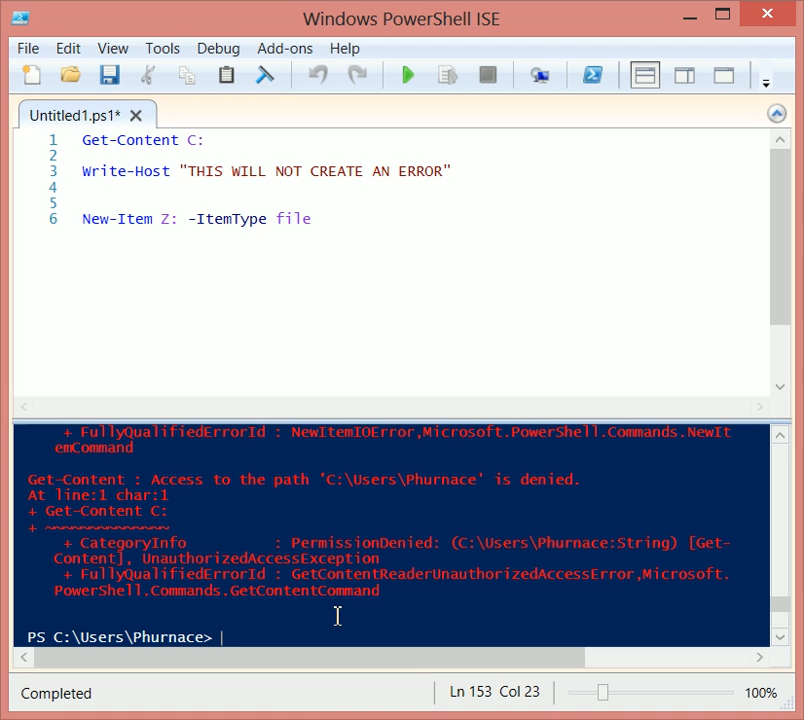 Windows PowerShell ISE
File Edit View Tools Debug Add-ons Help
Untitled1.ps1*
1 Get-Content C:
2
3 Write-Host "THIS WILL NOT CREATE AN ERROR"
4
5
6 New-Item Z: -ItemType file
+ FullyQualifiedErrorId : NewItemIOError,Microsoft.PowerShell.Commands.NewIt
emCommand
Get-Content : Access to the path 'C:\Users\Phurnace' is denied.
At line:1 char:1
+ Get-Content C:
+ ~~~~~~~~~~~~~~
+ CategoryInfo : PermissionDenied: (C:\Users\Phurnace:String) [Get-
Content], UnauthorizedAccessException
+ FullyQualifiedErrorId : GetContentReaderUnauthorizedAccessError,Microsoft.
PowerShell.Commands.GetContentCommand
PS C:\Users\Phurnace>
Completed Ln 153 Col 23 100%